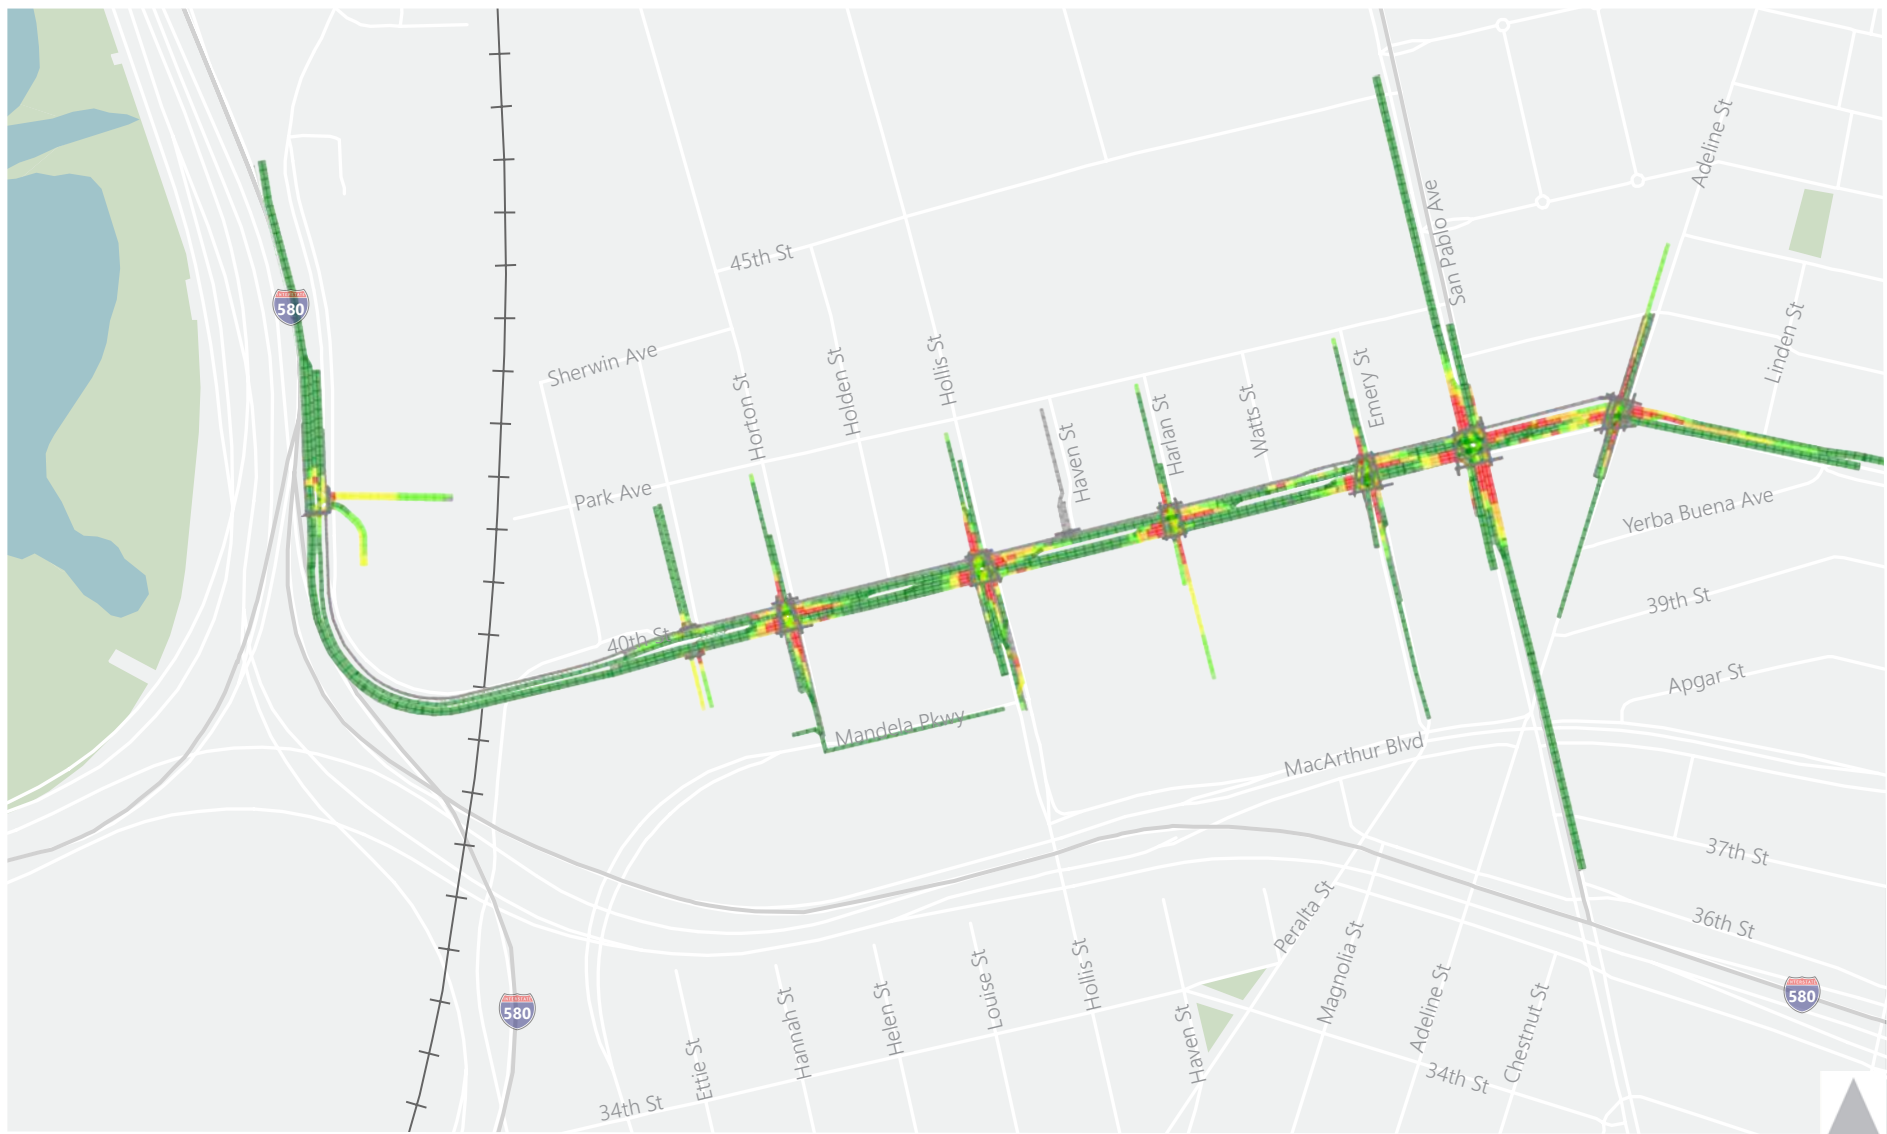 Adeline St
San Pablo Ave
45th St
580
Linden St
Sherwin Ave
Hollis St
Holden St
Emery St
Horton St
Watts St
Harlan St
Haven St
Park Ave
Yerba Buena Ave
39th St
40th St
Apgar St
Mandela Pkwy
MacArthur Blvd
37th St
36th St
Peralta St
Magnolia St
Hollis St
Louise St
Adeline St
Chestnut St
Helen St
Hannah St
INTERSTATE
580
INTERSTATE
580
Haven St
Ettie St
34th St
34th St